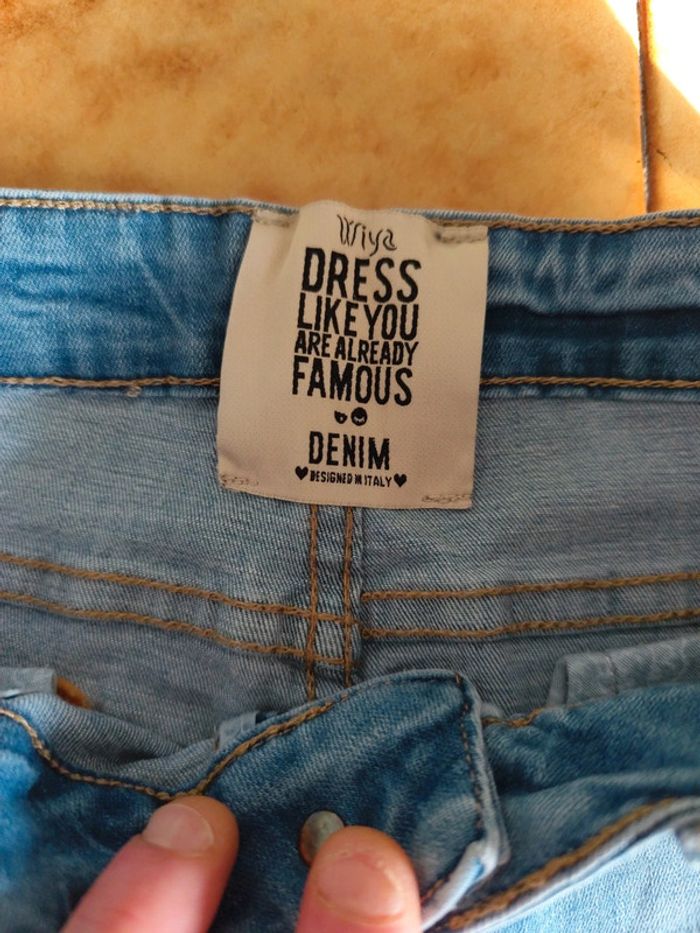 Wiya
DRESS
LIKE YOU
ARE ALREADY
FAMOUS
DENIM
♥ DESIGNED IN ITALY ♥